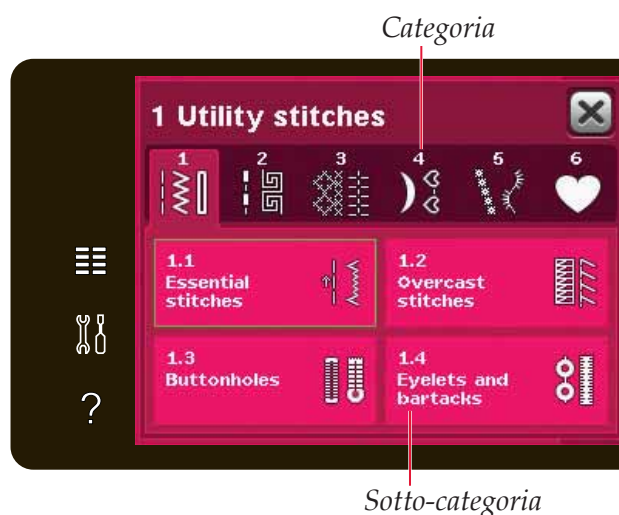 Categoria
1 Utility stitches
1 2 3 4 5 6
1.1
Essential
stitches
1.2
Overcast
stitches
1.3
Buttonholes
1.4
Eyelets and
bartacks
?
Sotto-categoria